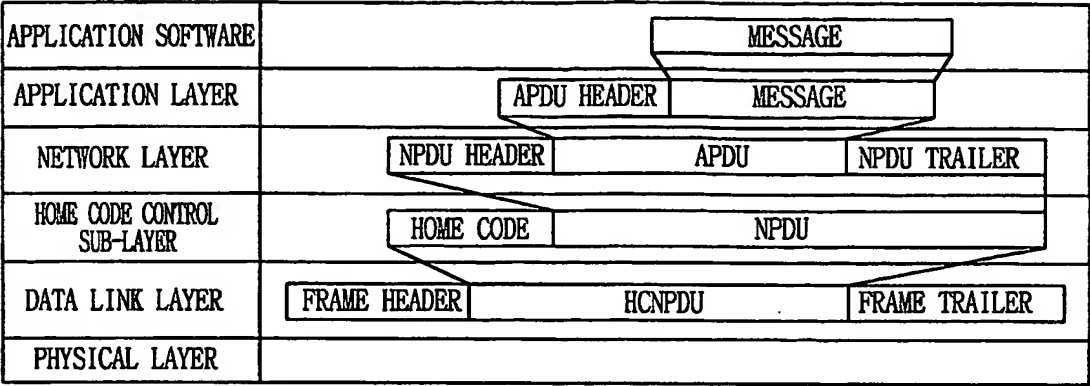 APPLICATION SOFTWARE
MESSAGE
APPLICATION LAYER
APDU HEADER MESSAGE
NETWORK LAYER
NPDU HEADER APDU NPDU TRAILER
HOME CODE CONTROL
SUB-LAYER
HOME CODE NPDU
DATA LINK LAYER
FRAME HEADER HCNPDU FRAME TRAILER
PHYSICAL LAYER